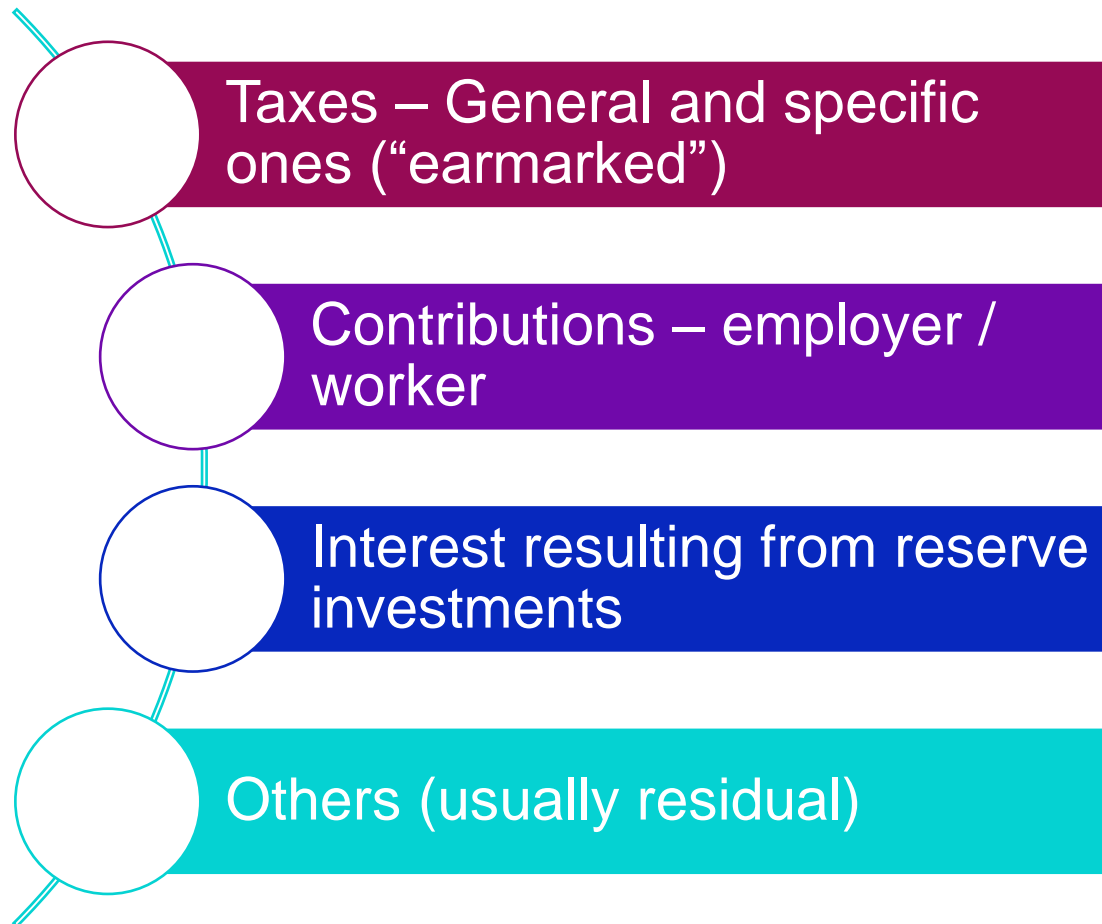 Taxes – General and specific
ones (“earmarked”)
Contributions – employer /
worker
Interest resulting from reserve
investments
Others (usually residual)